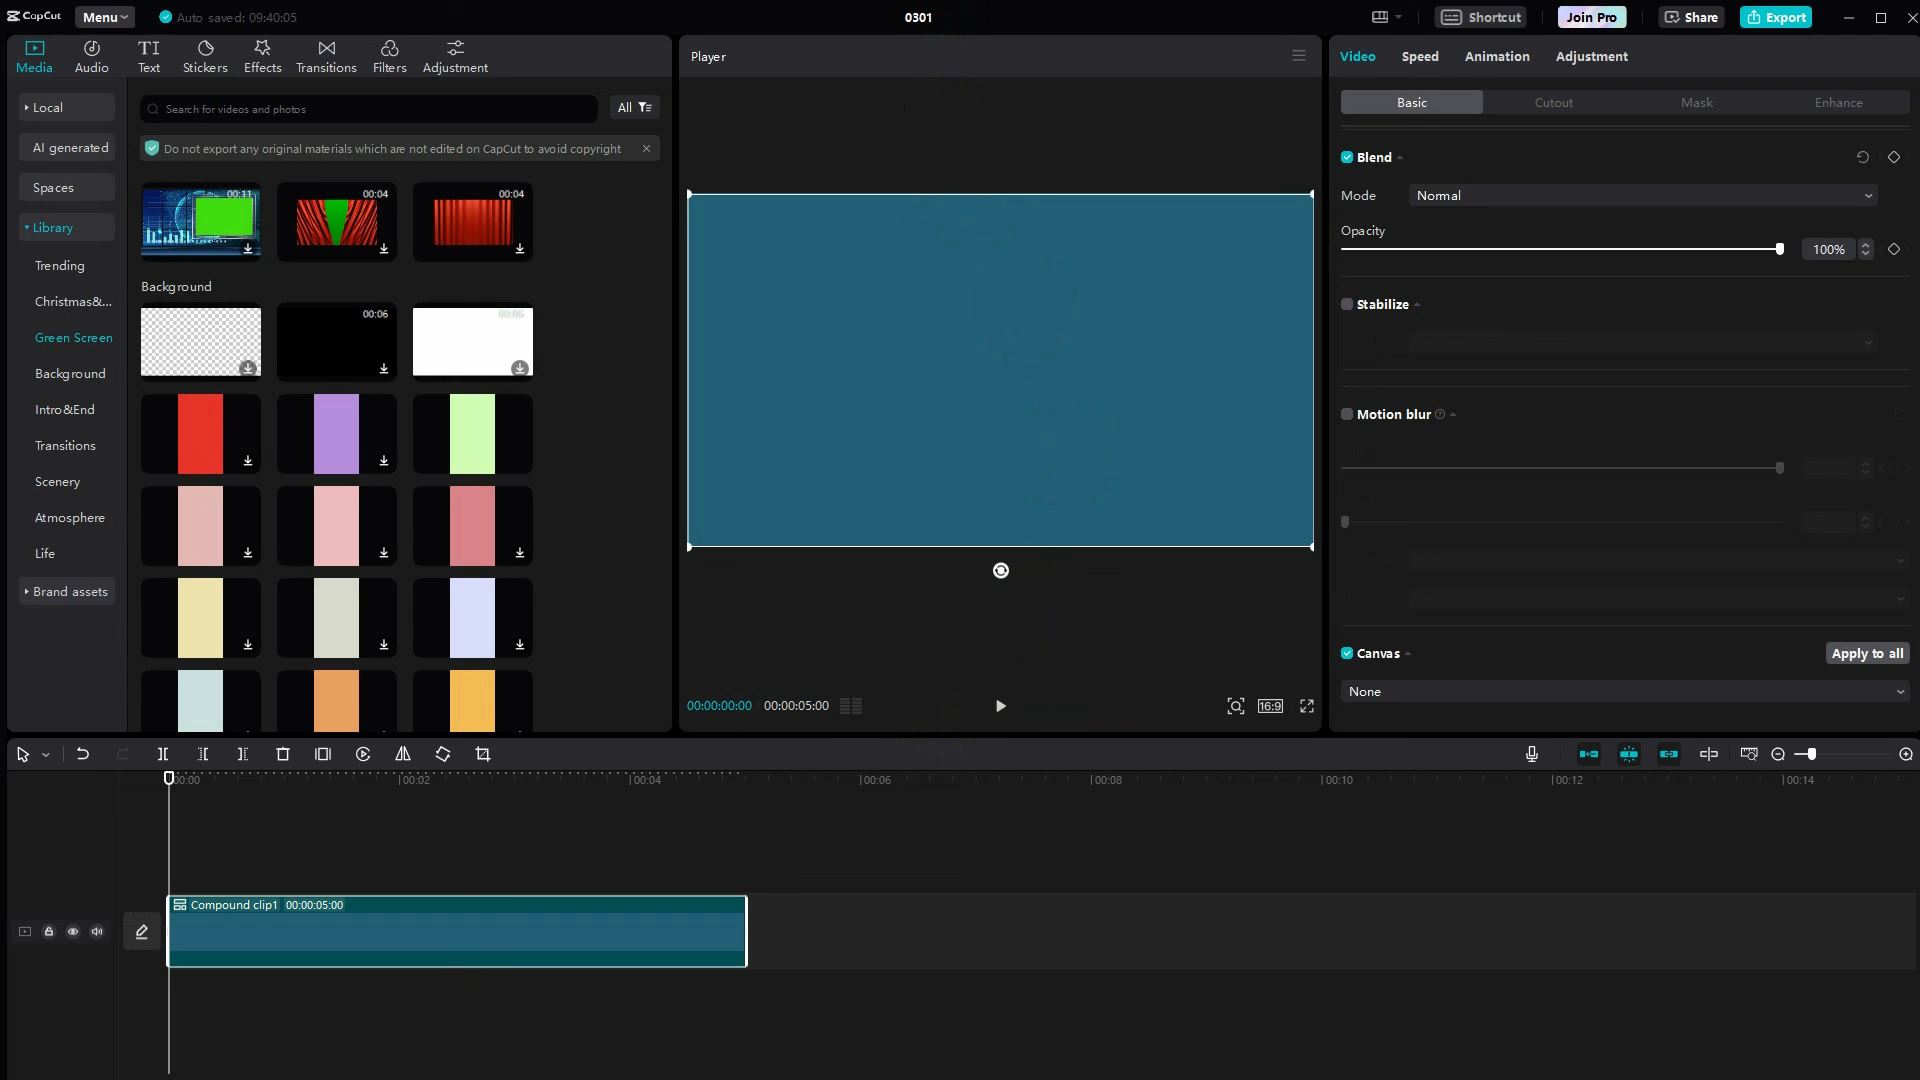 CapCut
Menu
Auto saved: 09:40:05
0301
Shortcut
Join Pro
Share
Export
Media
Audio
Text
Stickers
Effects
Transitions
Filters
Adjustment
Local
AI generated
Spaces
Library
Trending
Christmas&...
Green Screen
Background
Intro&End
Transitions
Scenery
Atmosphere
Life
Brand assets
Search for videos and photos
All
Do not export any original materials which are not edited on CapCut to avoid copyright
00:11
00:04
00:04
Background
00:06
Player
00:00:00:00
00:00:05:00
16:9
Video
Speed
Animation
Adjustment
Basic
Cutout
Mask
Enhance
Blend
Mode
Normal
Opacity
100%
Stabilize
Motion blur
Canvas
Apply to all
None
00:00
00:02
00:04
00:06
00:08
00:10
00:12
00:14
Compound clip1 00:00:05:00